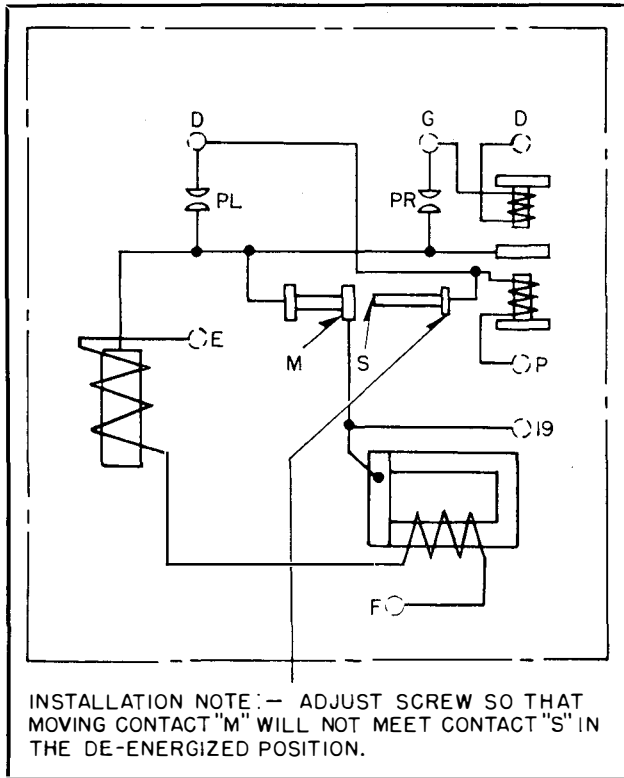 D G D
PL PR
E
M S P
19
F
INSTALLATION NOTE:— ADJUST SCREW SO THAT
MOVING CONTACT "M" WILL NOT MEET CONTACT "S" IN
THE DE-ENERGIZED POSITION.